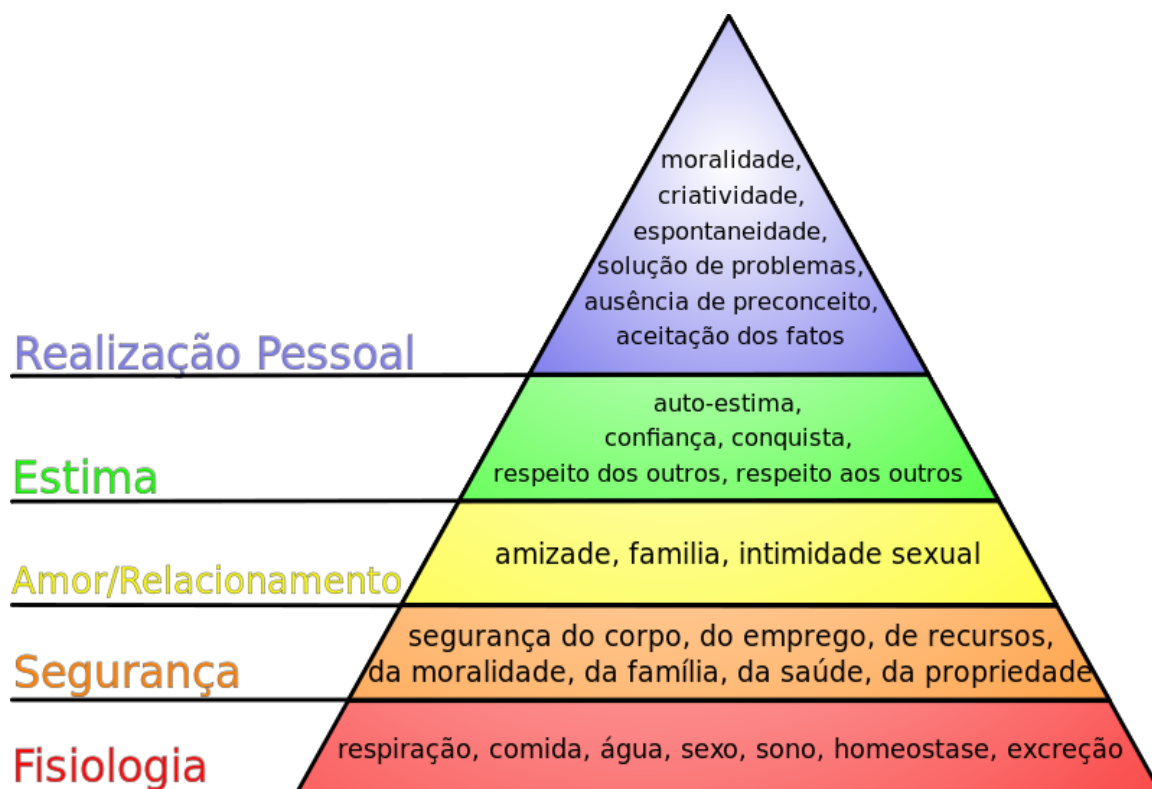 moralidade,
criatividade,
espontaneidade,
solução de problemas,
ausência de preconceito,
aceitação dos fatos
Realização Pessoal
auto-estima,
confiança, conquista,
respeito dos outros, respeito aos outros
Estima
amizade, familia, intimidade sexual
Amor/Relacionamento
segurança do corpo, do emprego, de recursos,
da moralidade, da família, da saúde, da propriedade
Segurança
respiração, comida, água, sexo, sono, homeostase, excreção
Fisiologia